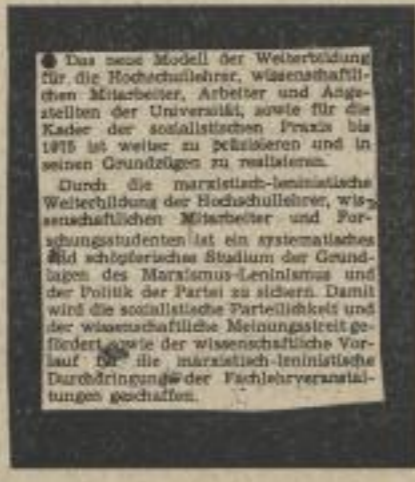 ● Das neue Modell der Weiterbildung
für die Hochschullehrer, wissenschaftli-
chen Mitarbeiter, Arbeiter und Ange-
stellten der Universität, sowie für die
Kader der sozialistischen Praxis bis
1975 ist weiter zu präzisieren und in
seinen Grundzügen zu realisieren.
Durch die marxistisch-leninistische
Weiterbildung der Hochschullehrer, wis-
senschaftlichen Mitarbeiter und For-
schungsstudenten ist ein systematisches
und schöpferisches Studium der Grund-
lagen des Marxismus-Leninismus und
der Politik der Partei zu sichern. Damit
wird die sozialistische Parteilichkeit und
der wissenschaftliche Meinungsstreit ge-
fördert sowie der wissenschaftliche Vor-
lauf für die marxistisch-leninistische
Durchdringung der Fachlehrveranstal-
tungen geschaffen.